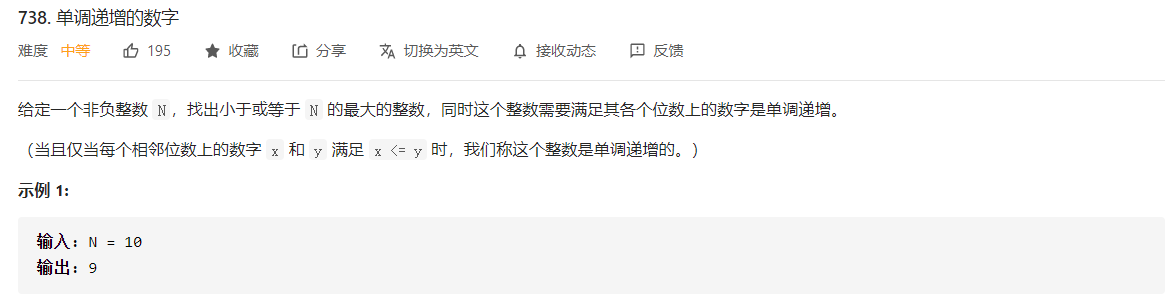 738. 单调递增的数字
难度 中等 195 收藏 分享 切换为英文 接收动态 反馈
给定一个非负整数 N，找出小于或等于 N 的最大的整数，同时这个整数需要满足其各个位数上的数字是单调递增。
（当且仅当每个相邻位数上的数字 x 和 y 满足 x <= y 时，我们称这个整数是单调递增的。）
示例 1:
输入: N = 10
输出: 9